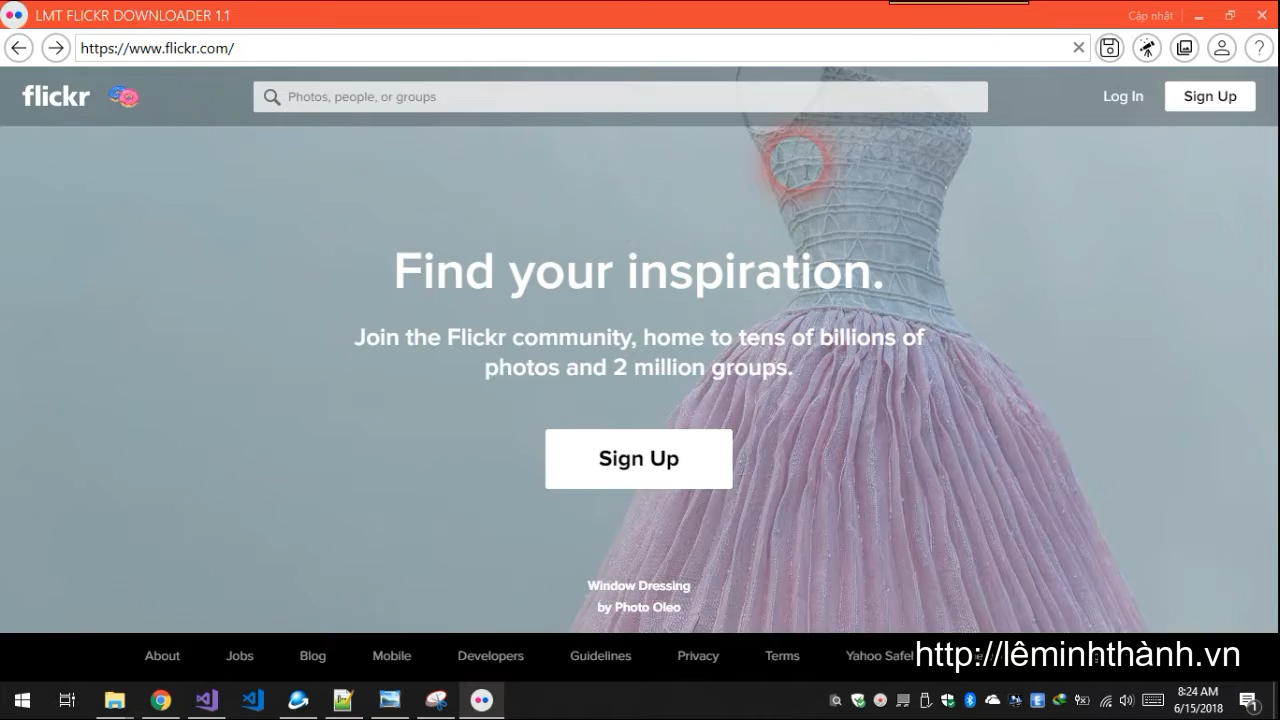 LMT FLICKR DOWNLOADER 1.1
Cập nhật
https://www.flickr.com/
flickr
Photos, people, or groups
Log In
Sign Up
Find your inspiration.
Join the Flickr community, home to tens of billions of
photos and 2 million groups.
Sign Up
Window Dressing
by Photo Oleo
About
Jobs
Blog
Mobile
Developers
Guidelines
Privacy
Terms
Yahoo
http://lêminhthành.vn
8:24 AM
6/15/2018